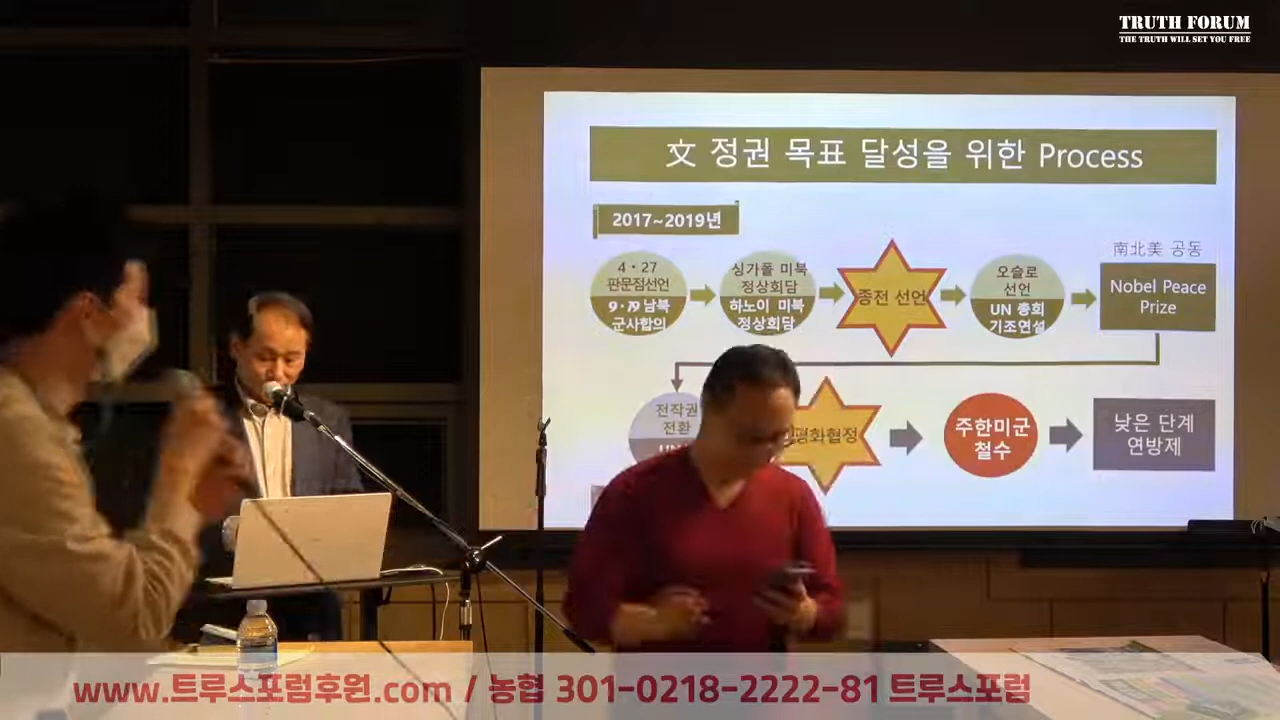 TRUTH FORUM
THE TRUTH WILL SET YOU FREE
文 정권 목표 달성을 위한 Process
2017~2019년
4・27
판문점선언
9・19 남북
군사합의
싱가폴 미북
정상회담
하노이 미북
정상회담
종전 선언
오슬로
선언
UN 총회
기조연설
南北美 공동
Nobel Peace
Prize
전작권
전환
평화협정
주한미군
철수
낮은 단계
연방제
www.트루스포럼후원.com / 농협 301-0218-2222-81 트루스포럼